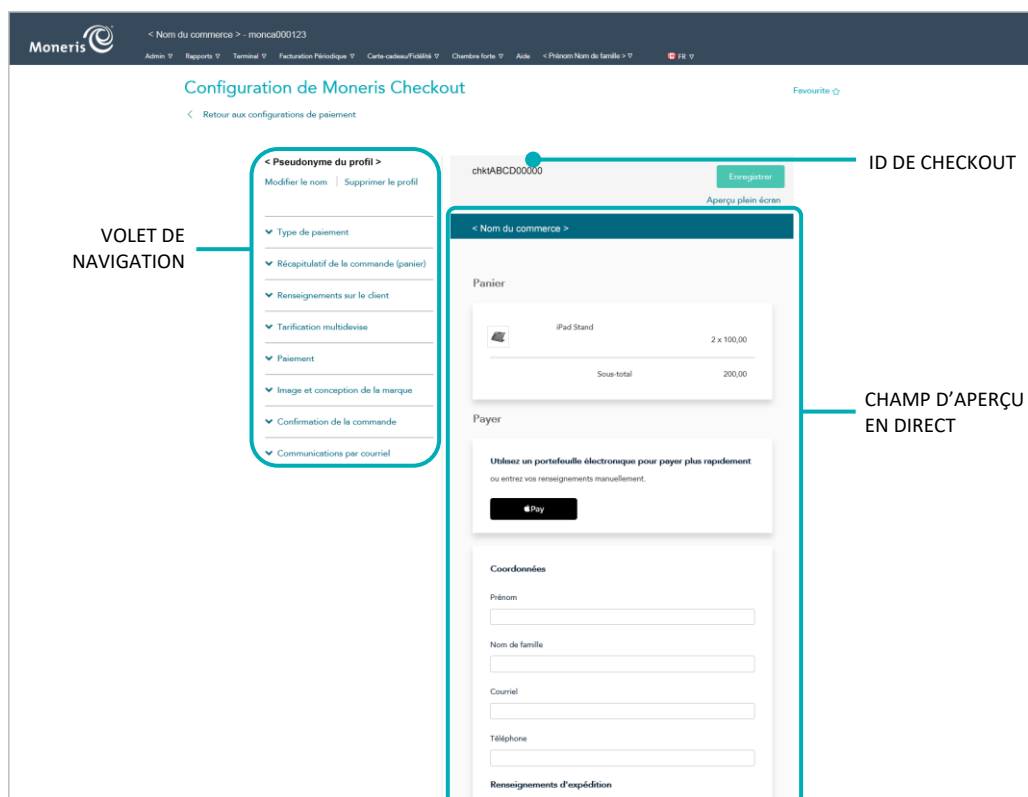 Moneris
< Nom du commerce > - monca000123
Admin ▿ Rapports ▿ Terminal ▿ Facturation Périodique ▿ Carte-cadeau/Fidélité ▿ Chambre forte ▿ Aide < Prénom Nom de famille > ▿ FR ▿
Configuration de Moneris Checkout
Favourite ☆
< Retour aux configurations de paiement
< Pseudonyme du profil >
Modifier le nom | Supprimer le profil
Type de paiement
Récapitulatif de la commande (panier)
Renseignements sur le client
Tarification multidevise
Paiement
Image et conception de la marque
Confirmation de la commande
Communications par courriel
VOLET DE
NAVIGATION
chktABCD00000
ID DE CHECKOUT
Enregistrer
Aperçu plein écran
< Nom du commerce >
Panier
iPad Stand
2 x 100,00
Sous-total 200,00
CHAMP D'APERÇU
EN DIRECT
Payer
Utilisez un portefeuille électronique pour payer plus rapidement
ou entrez vos renseignements manuellement.
Pay
Coordonnées
Prénom
Nom de famille
Courriel
Téléphone
Renseignements d'expédition